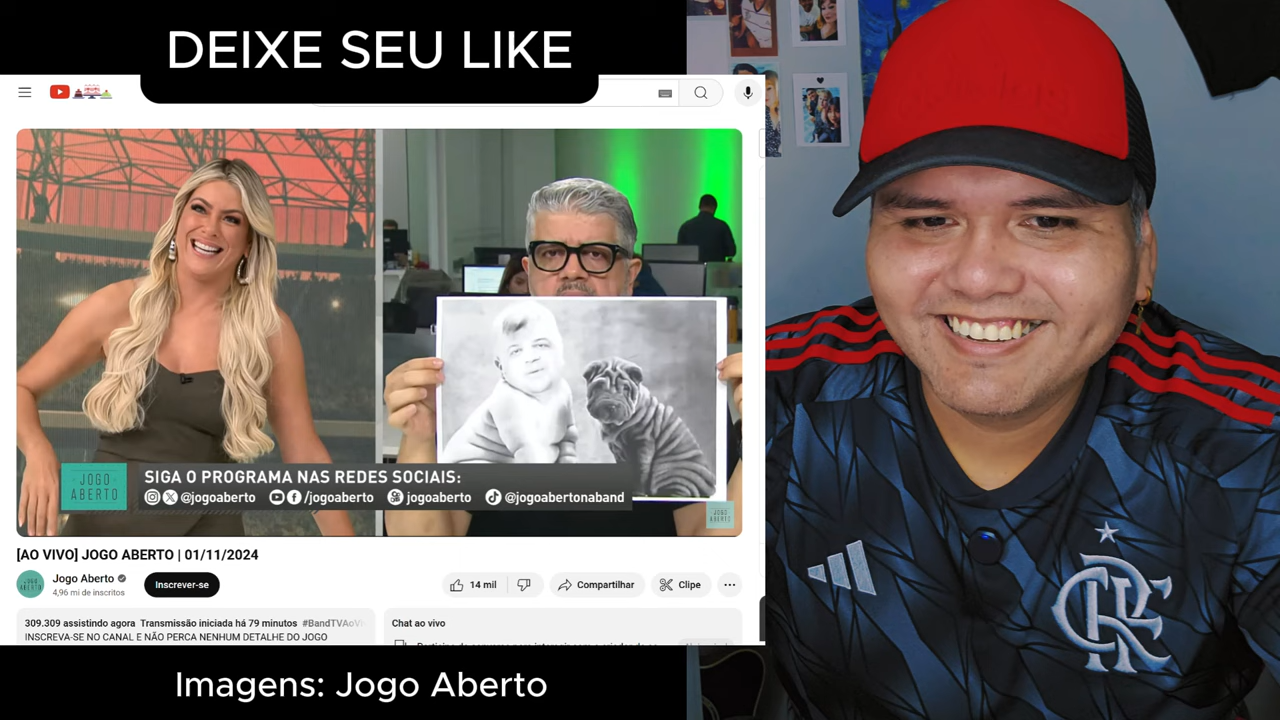 DEIXE SEU LIKE
JOGO
ABERTO
SIGA O PROGRAMA NAS REDES SOCIAIS:
@jogoaberto /jogoaberto jogoaberto @jogoabertonaband
JOGO
ABERTO
[AO VIVO] JOGO ABERTO | 01/11/2024
Jogo Aberto
4,96 mi de inscritos
Inscrever-se
14 mil
Compartilhar
Clipe
309.309 assistindo agora Transmissão iniciada há 79 minutos #BandTVAoVi
INSCREVA-SE NO CANAL E NÃO PERCA NENHUM DETALHE DO JOGO
Chat ao vivo
Imagens: Jogo Aberto
CRF